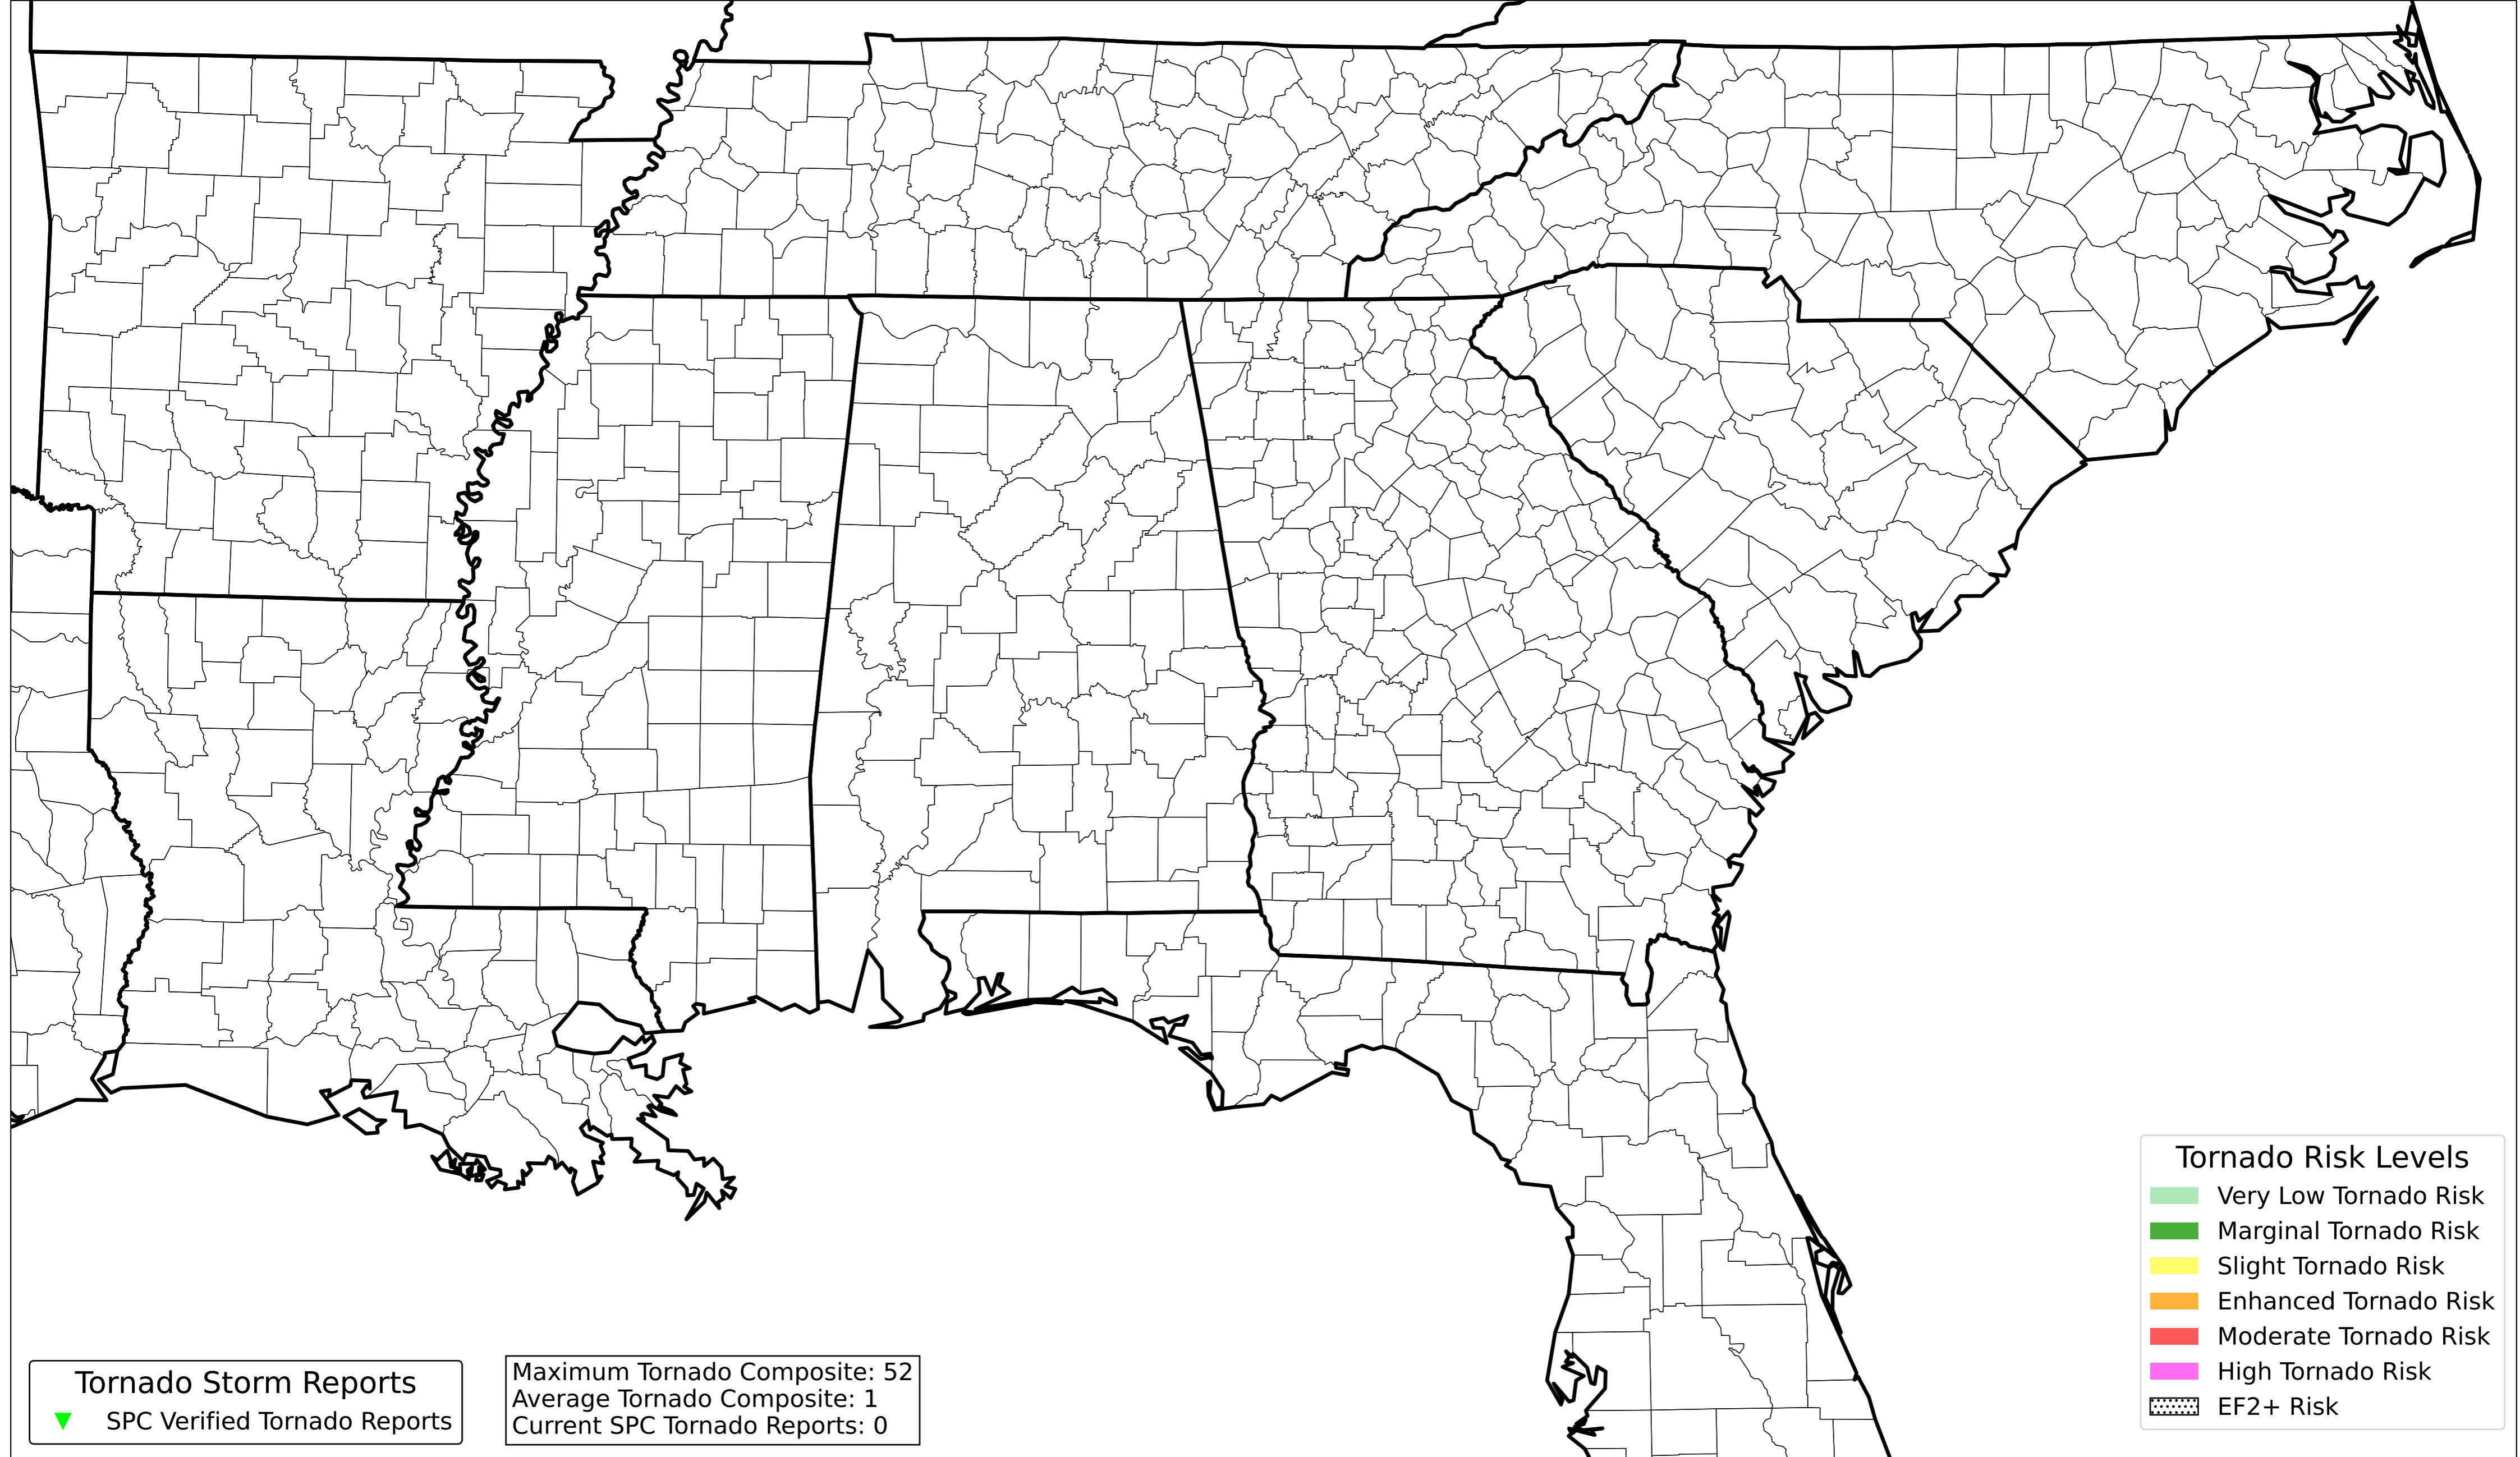 Tornado Risk Levels
Very Low Tornado Risk
Marginal Tornado Risk
Slight Tornado Risk
Enhanced Tornado Risk
Moderate Tornado Risk
High Tornado Risk
EF2+ Risk
Tornado Storm Reports
SPC Verified Tornado Reports
Maximum Tornado Composite: 52
Average Tornado Composite: 1
Current SPC Tornado Reports: 0